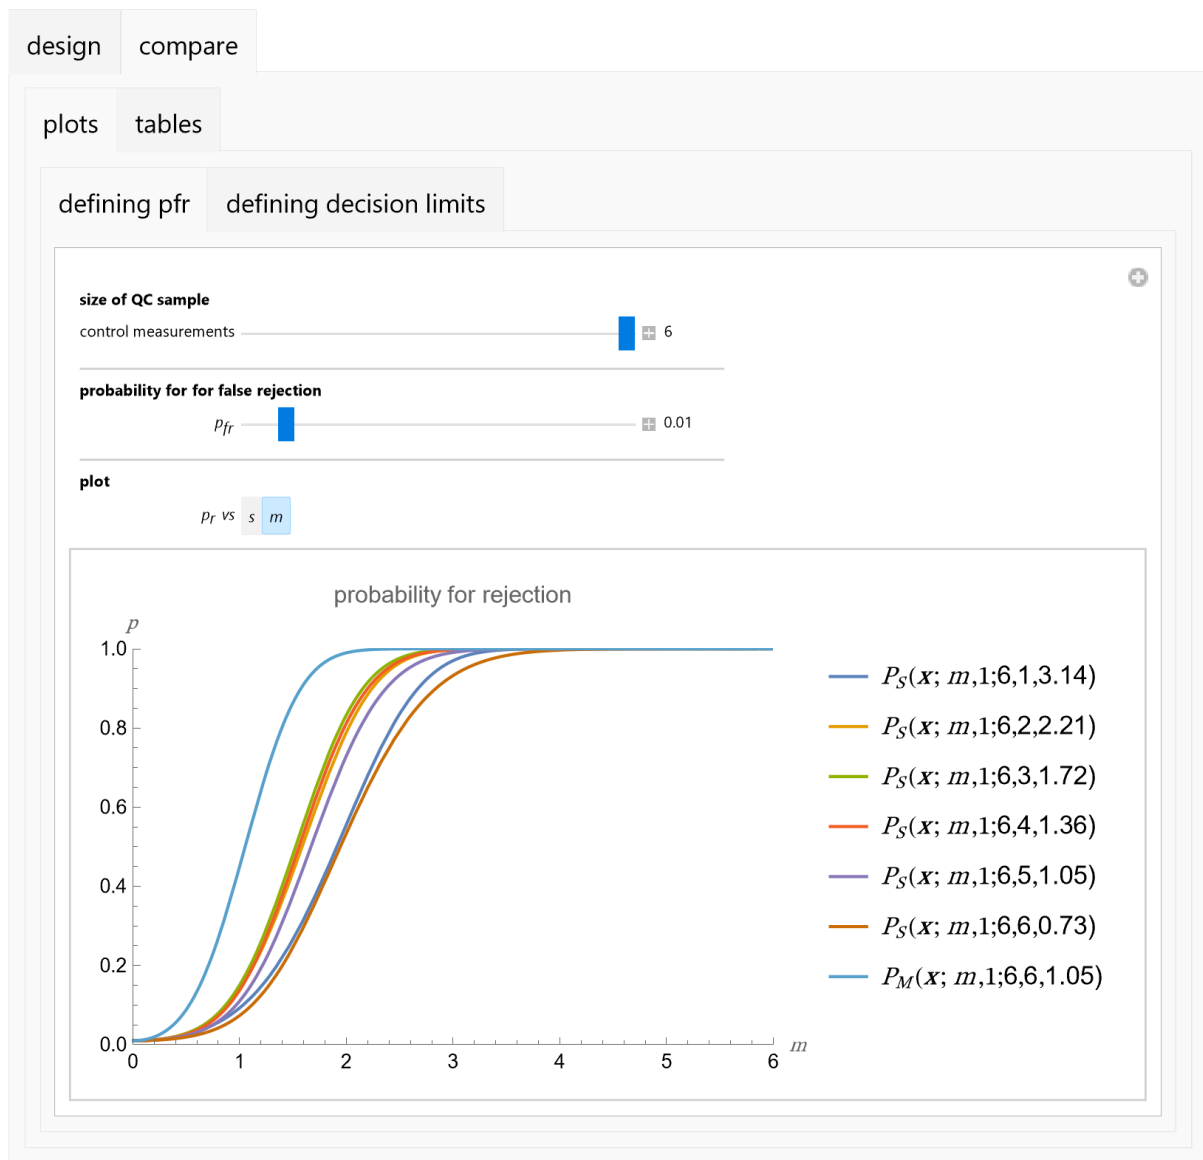 design compare
plots tables
defining pfr defining decision limits
size of QC sample
control measurements 6
probability for for false rejection
pfr 0.01
plot
pr vs s m
probability for rejection
p
1.0
0.8
0.6
0.4
0.2
0.0
0 1 2 3 4 5 6 m
PS(x; m,1;6,1,3.14)
PS(x; m,1;6,2,2.21)
PS(x; m,1;6,3,1.72)
PS(x; m,1;6,4,1.36)
PS(x; m,1;6,5,1.05)
PS(x; m,1;6,6,0.73)
PM(x; m,1;6,6,1.05)